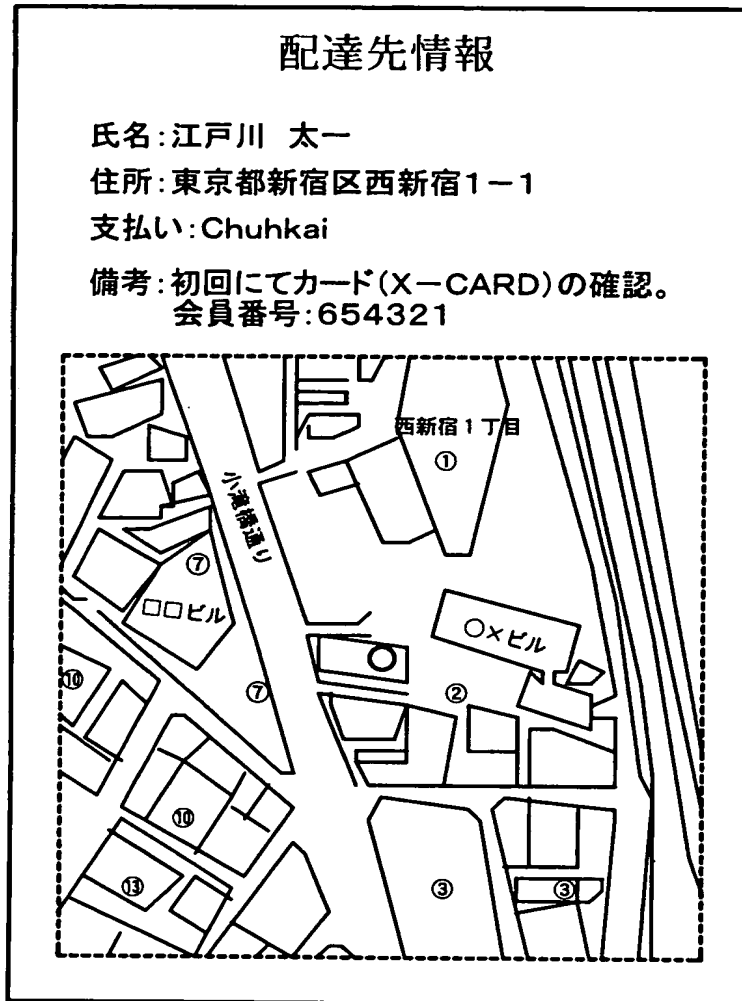 配達先情報
氏名:江戸川 太一
住所:東京都新宿区西新宿1-1
支払い:Chuhkai
備考:初回にてカード(X-CARD)の確認。
会員番号:654321
西新宿1丁目
①
小滝橋通り
⑦
□□ビル
○×ビル
⑩
⑦
②
⑩
⑬
③
③